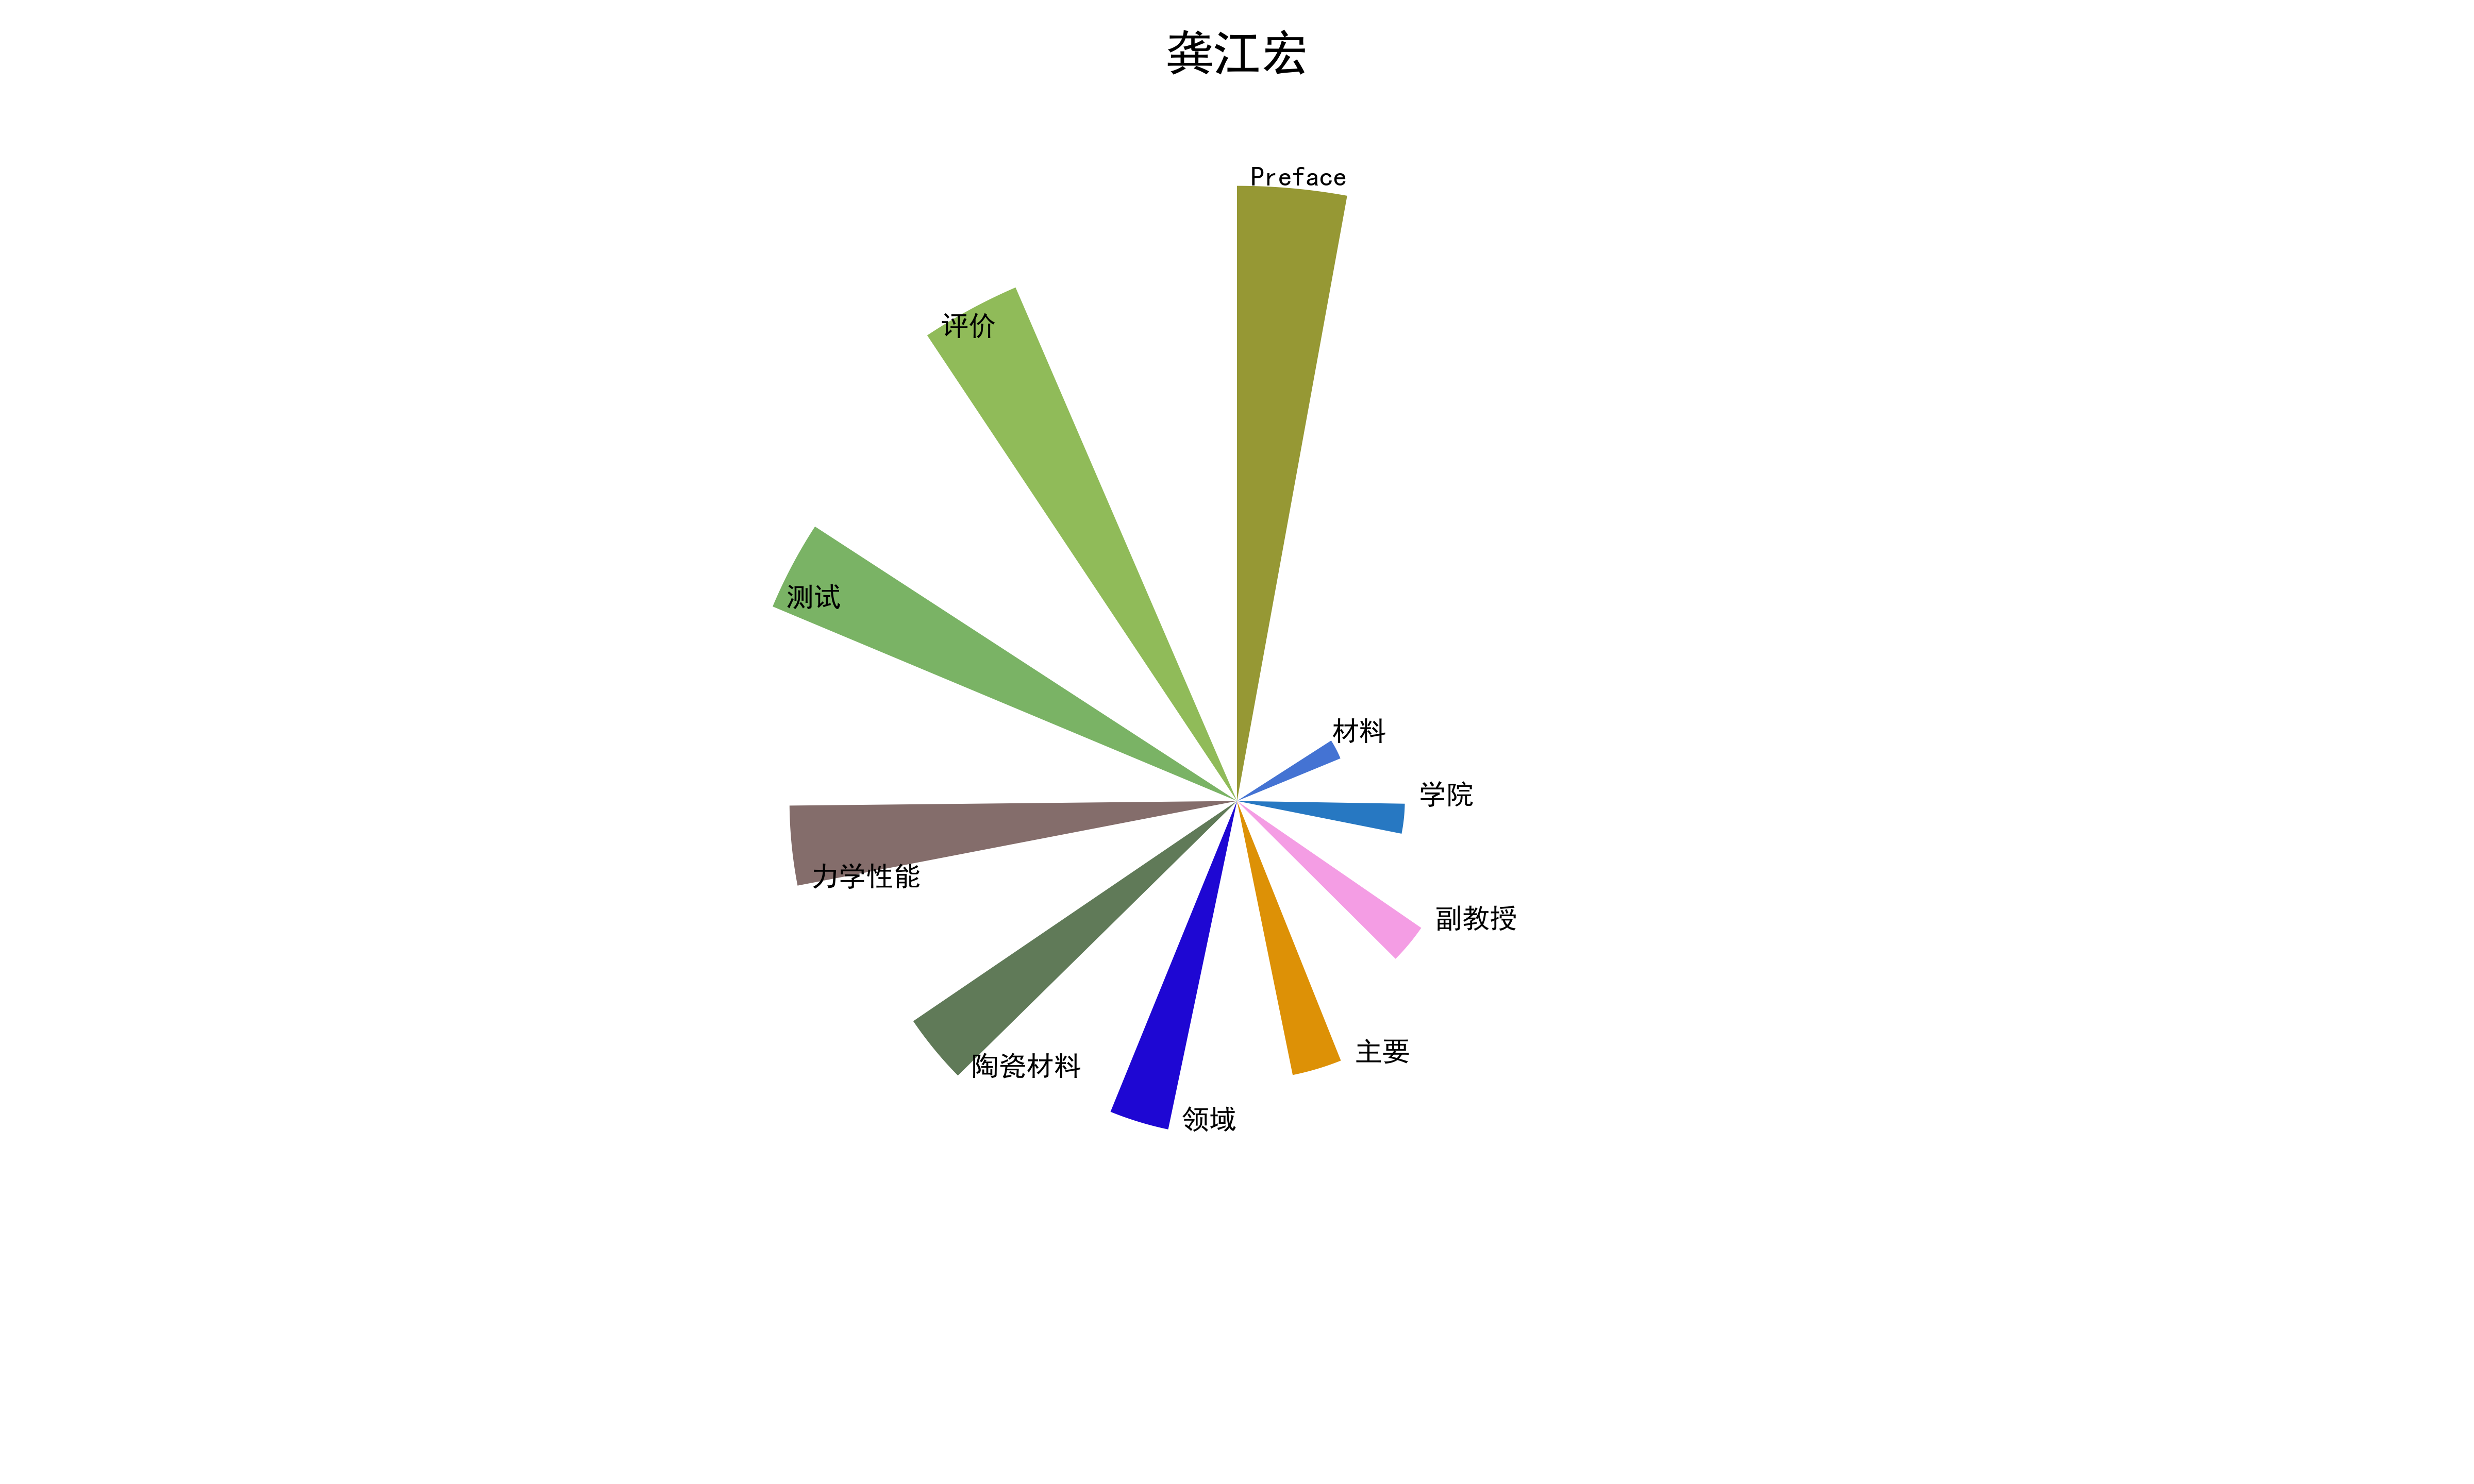 龚江宏
Preface
评价
测试
材料
学院
力学性能
副教授
主要
陶瓷材料
领域